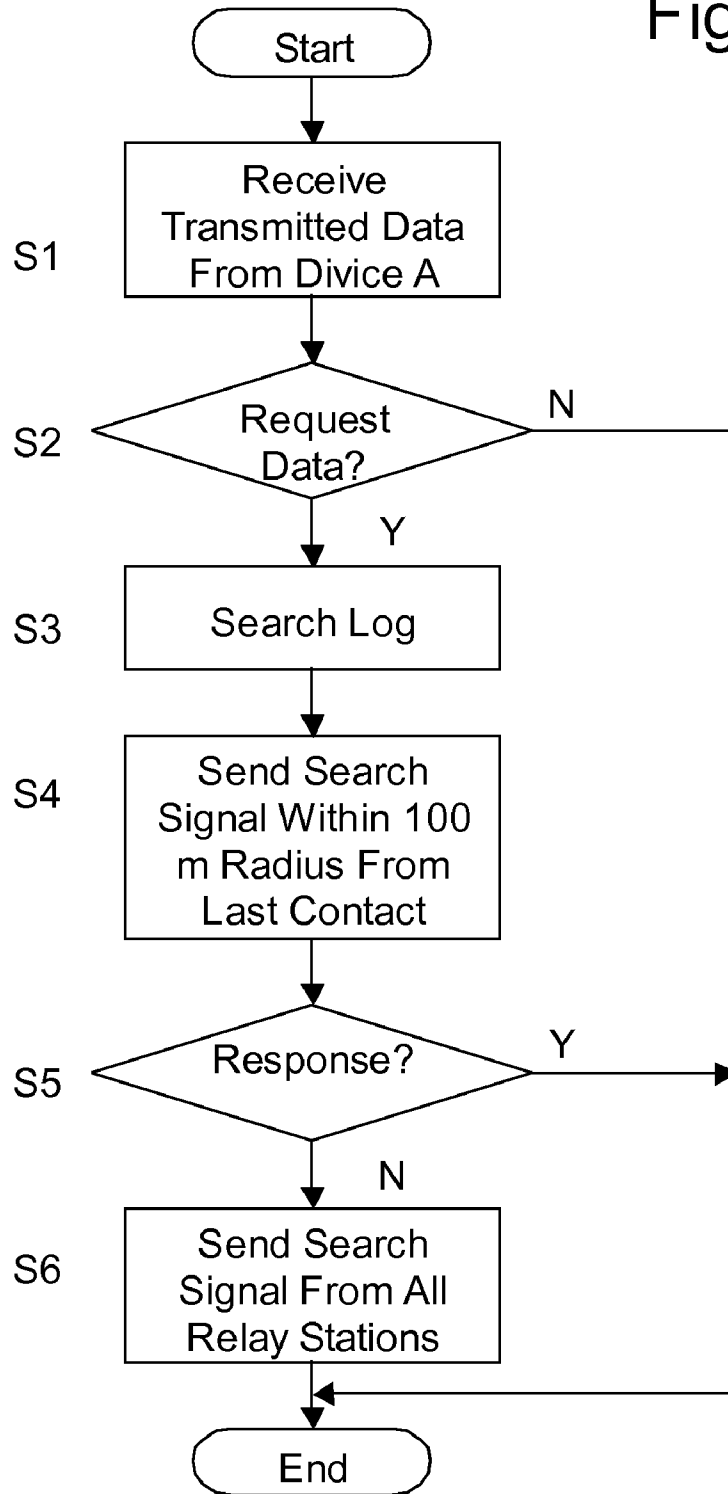 Fig
Start
Receive
Transmitted Data
From Divice A
S1
Request
Data?
N
S2
Y
Search Log
S3
Send Search
Signal Within 100
m Radius From
Last Contact
S4
Response?
Y
S5
N
Send Search
Signal From All
Relay Stations
S6
End